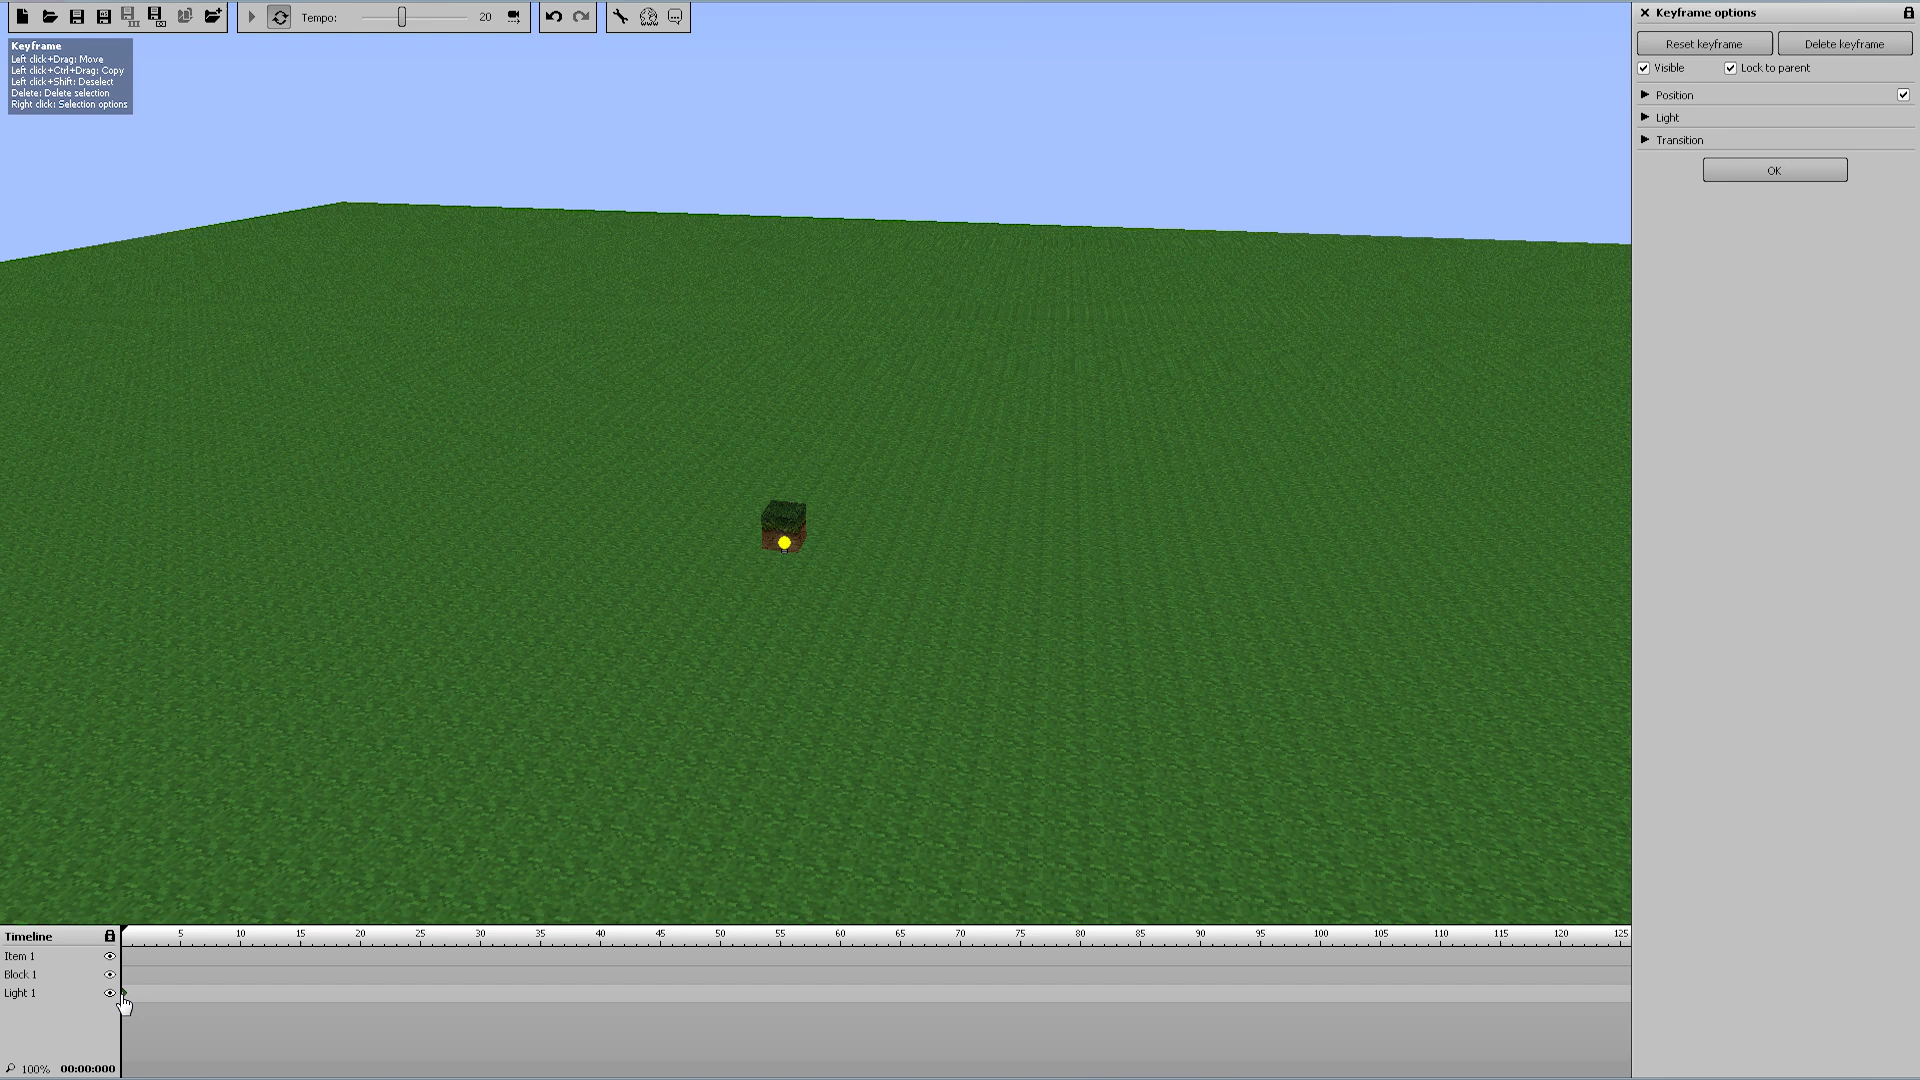 Tempo: 20
Keyframe
Left click+Drag: Move
Left click+Ctrl+Drag: Copy
Left click+Shift: Deselect
Delete: Delete selection
Right click: Selection options
Keyframe options
Reset keyframe Delete keyframe
Visible Lock to parent
Position
Light
Transition
OK
Timeline 5 10 15 20 25 30 35 40 45 50 55 60 65 70 75 80 85 90 95 100 105 110 115 120 125
Item 1
Block 1
Light 1
100% 00:00:000